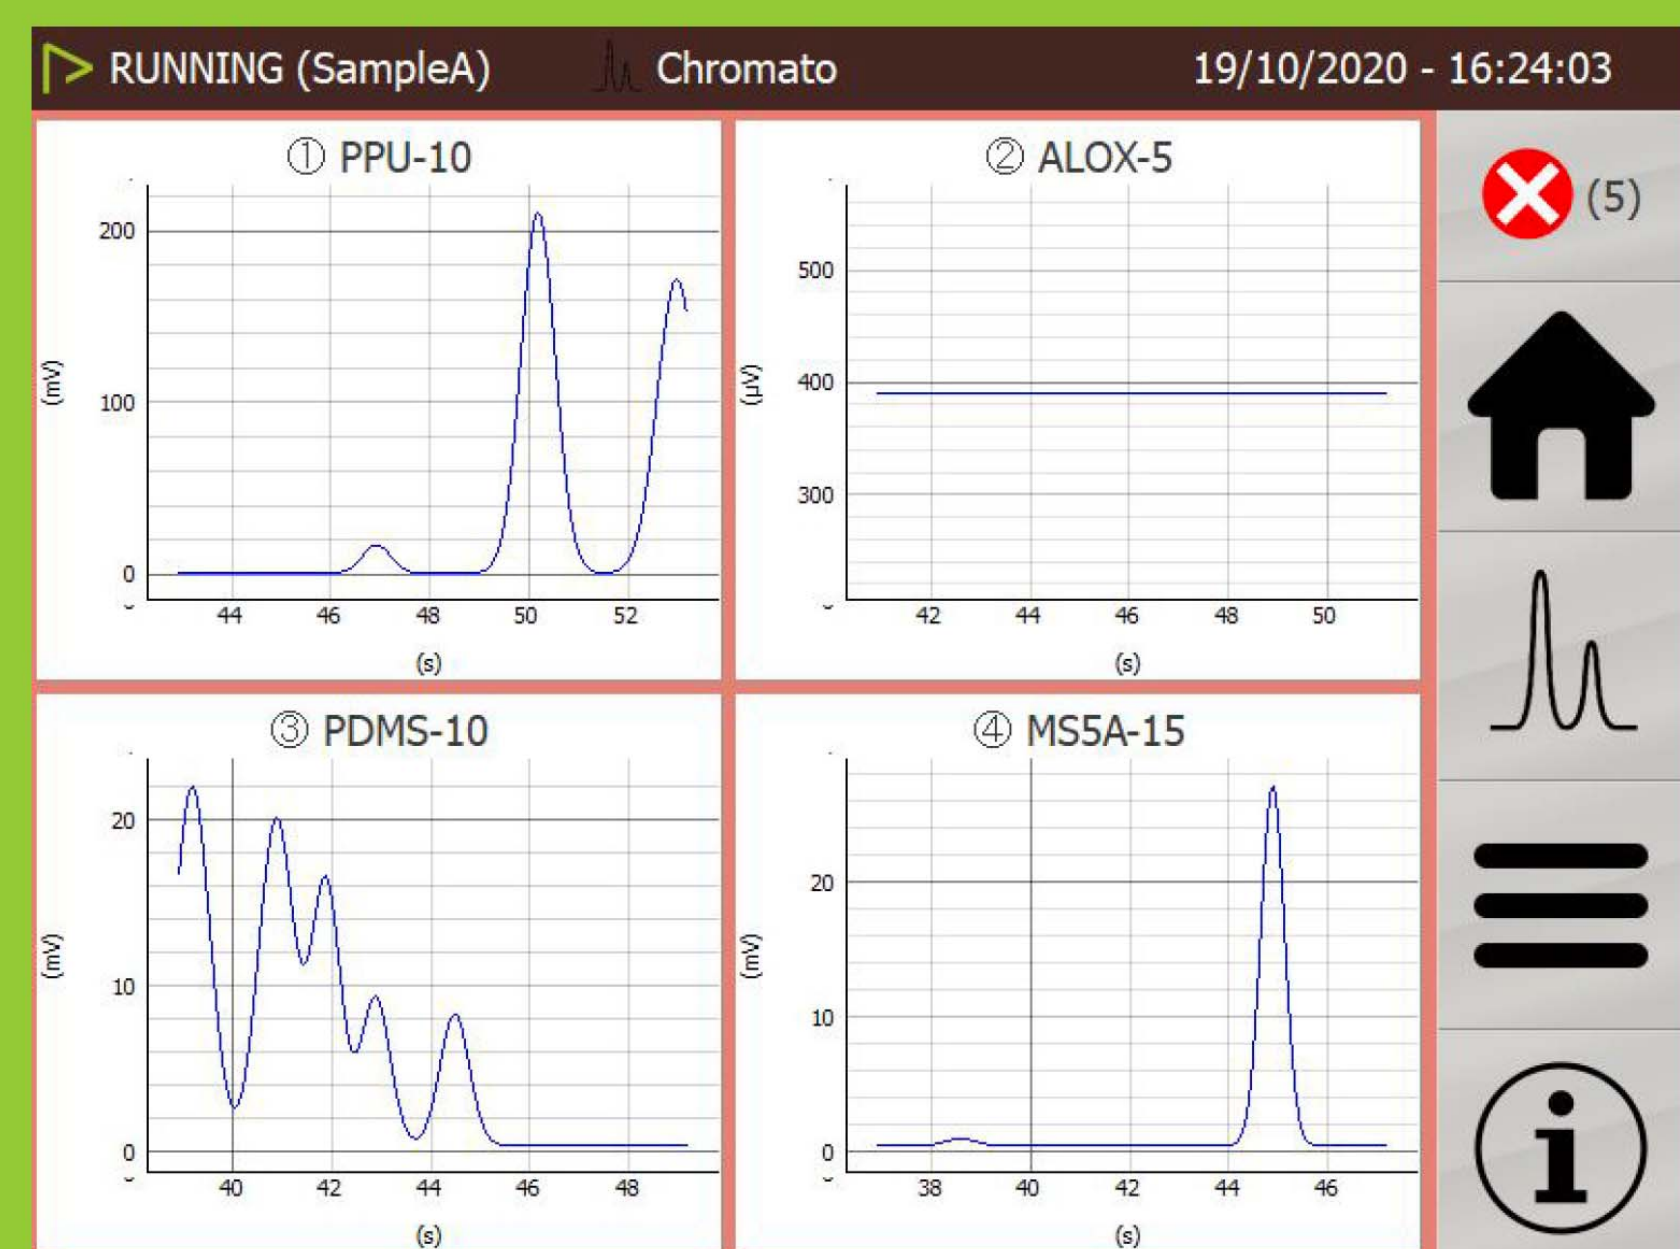 RUNNING (SampleA)
Chromato
19/10/2020 - 16:24:03
(5)
① PPU-10
200
100
0
(mV)
44 46 48 50 52
(s)
② ALOX-5
500
400
300
(µV)
42 44 46 48 50
(s)
③ PDMS-10
20
10
0
(mV)
40 42 44 46 48
(s)
④ MS5A-15
20
10
0
(mV)
38 40 42 44 46
(s)